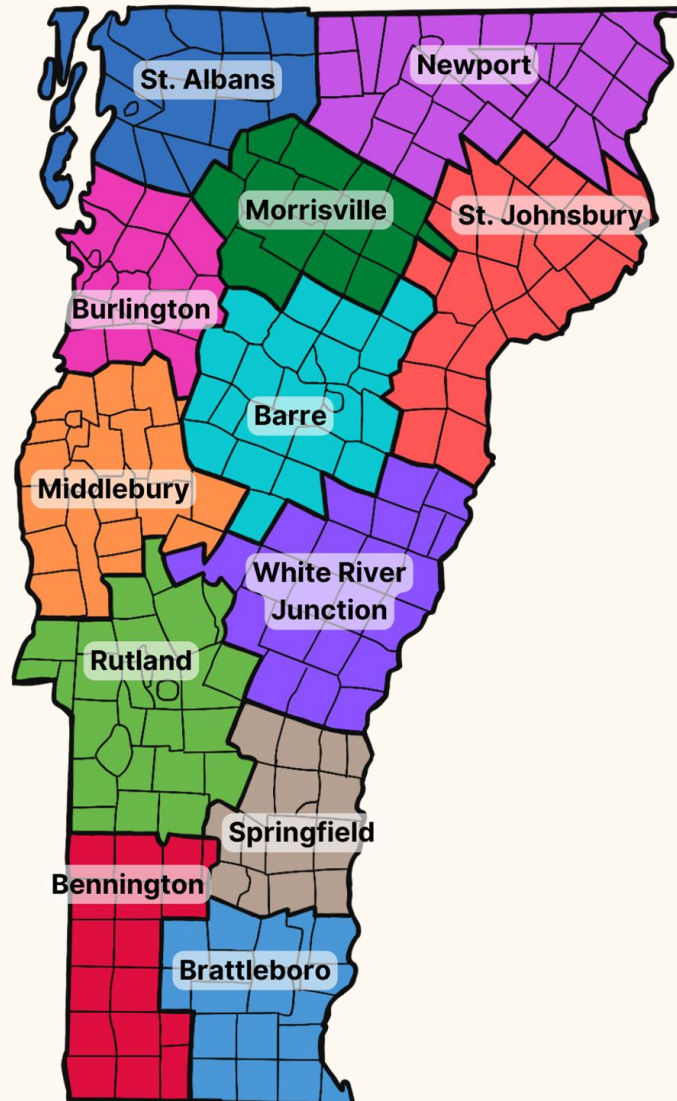 St. Albans
Newport
Morrisville
St. Johnsbury
Burlington
Barre
Middlebury
White River
Junction
Rutland
Springfield
Bennington
Brattleboro